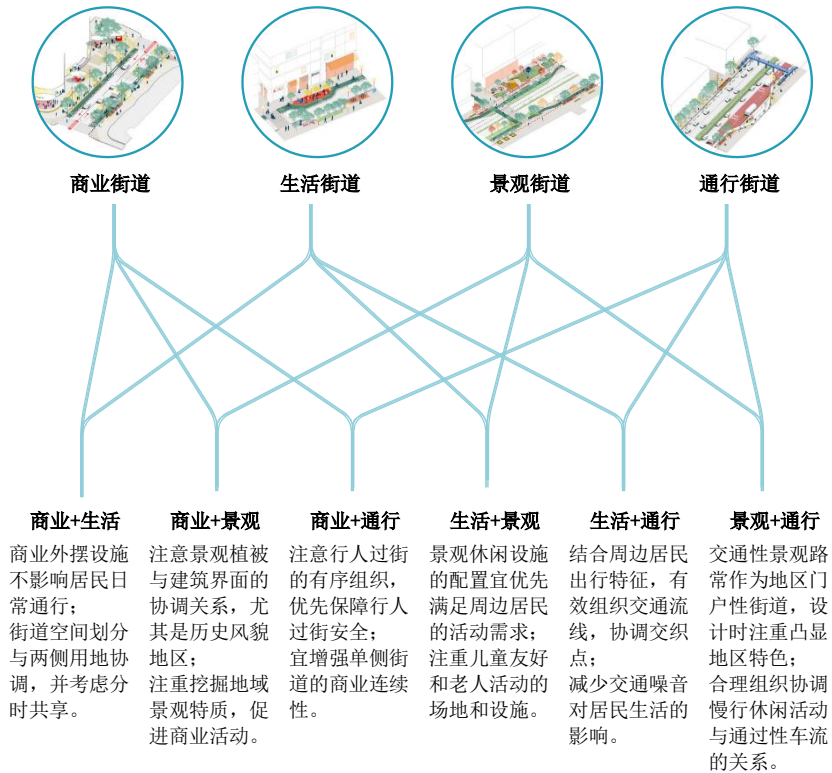 商业街道
生活街道
景观街道
通行街道
商业+生活
商业外摆设施
不影响居民日
常通行；
街道空间划分
与两侧用地协
调，并考虑分
时共享。
商业+景观
注意景观植被
与建筑界面的
协调关系，尤
其是历史风貌
地区；
注重挖掘地域
景观特质，促
进商业活动。
商业+通行
注意行人过街
的有序组织，
优先保障行人
过街安全；
宜增强单侧街
道的商业连续
性。
生活+景观
景观休闲设施
的配置宜优先
满足周边居民
的活动需求；
注重儿童友好
和老人活动的
场地和设施。
生活+通行
结合周边居民
出行特征，有
效组织交通流
线，协调交织
点；
减少交通噪音
对居民生活的
影响。
景观+通行
交通性景观路
常作为地区门
户性街道，设
计时注重凸显
地区特色；
合理组织协调
慢行休闲活动
与通过性车流
的关系。